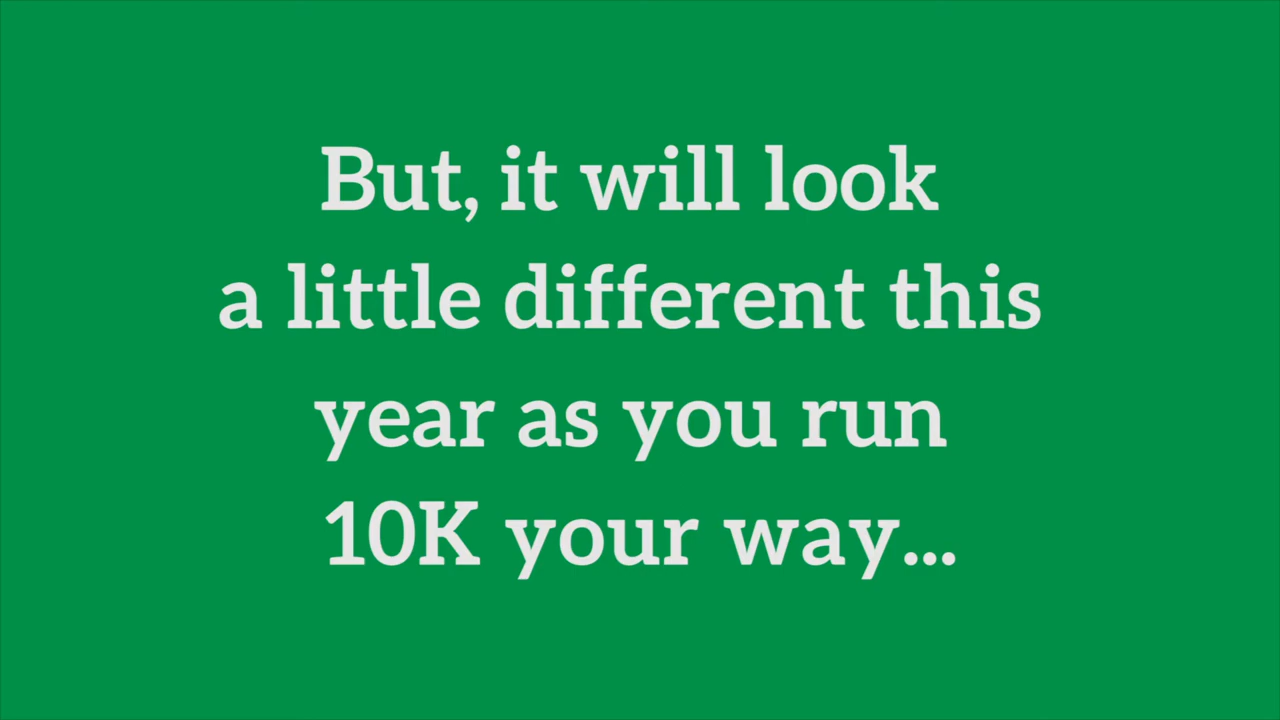 But, it will look
a little different this
year as you run
10K your way...